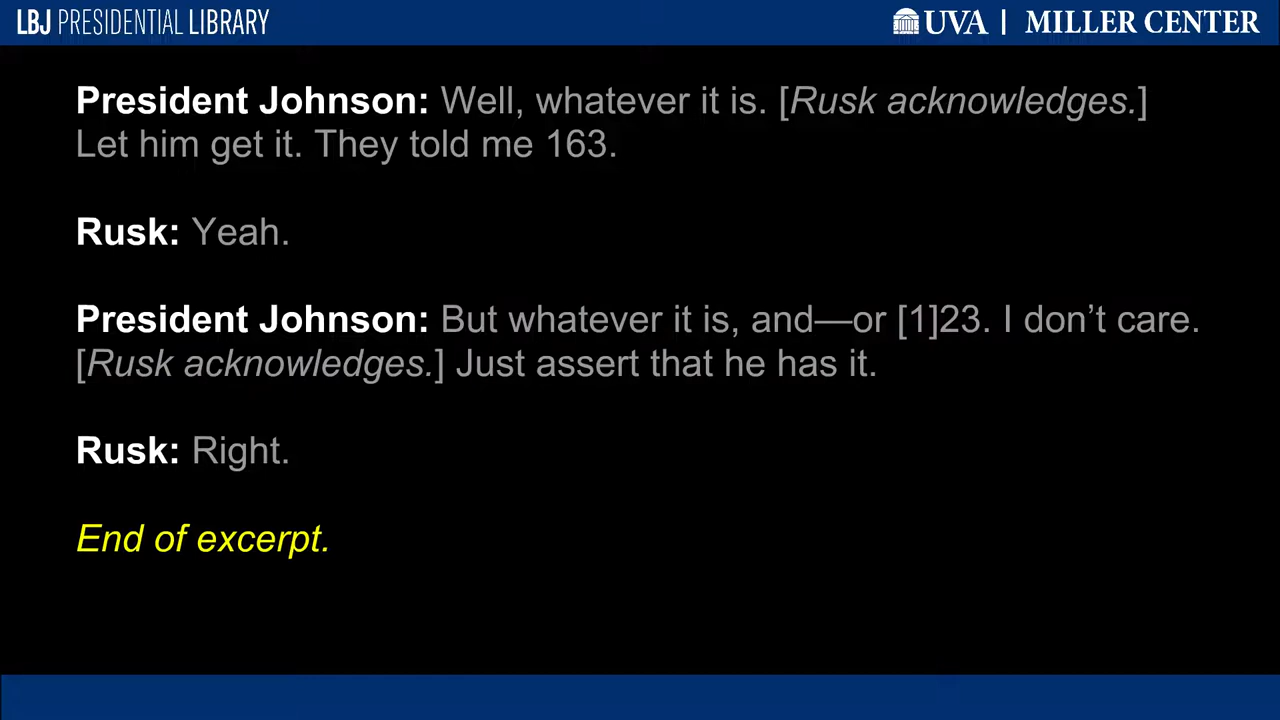 LBJ PRESIDENTIAL LIBRARY
UVA | MILLER CENTER
President Johnson: Well, whatever it is. [Rusk acknowledges.]
Let him get it. They told me 163.
Rusk: Yeah.
President Johnson: But whatever it is, and—or [1]23. I don’t care.
[Rusk acknowledges.] Just assert that he has it.
Rusk: Right.
End of excerpt.